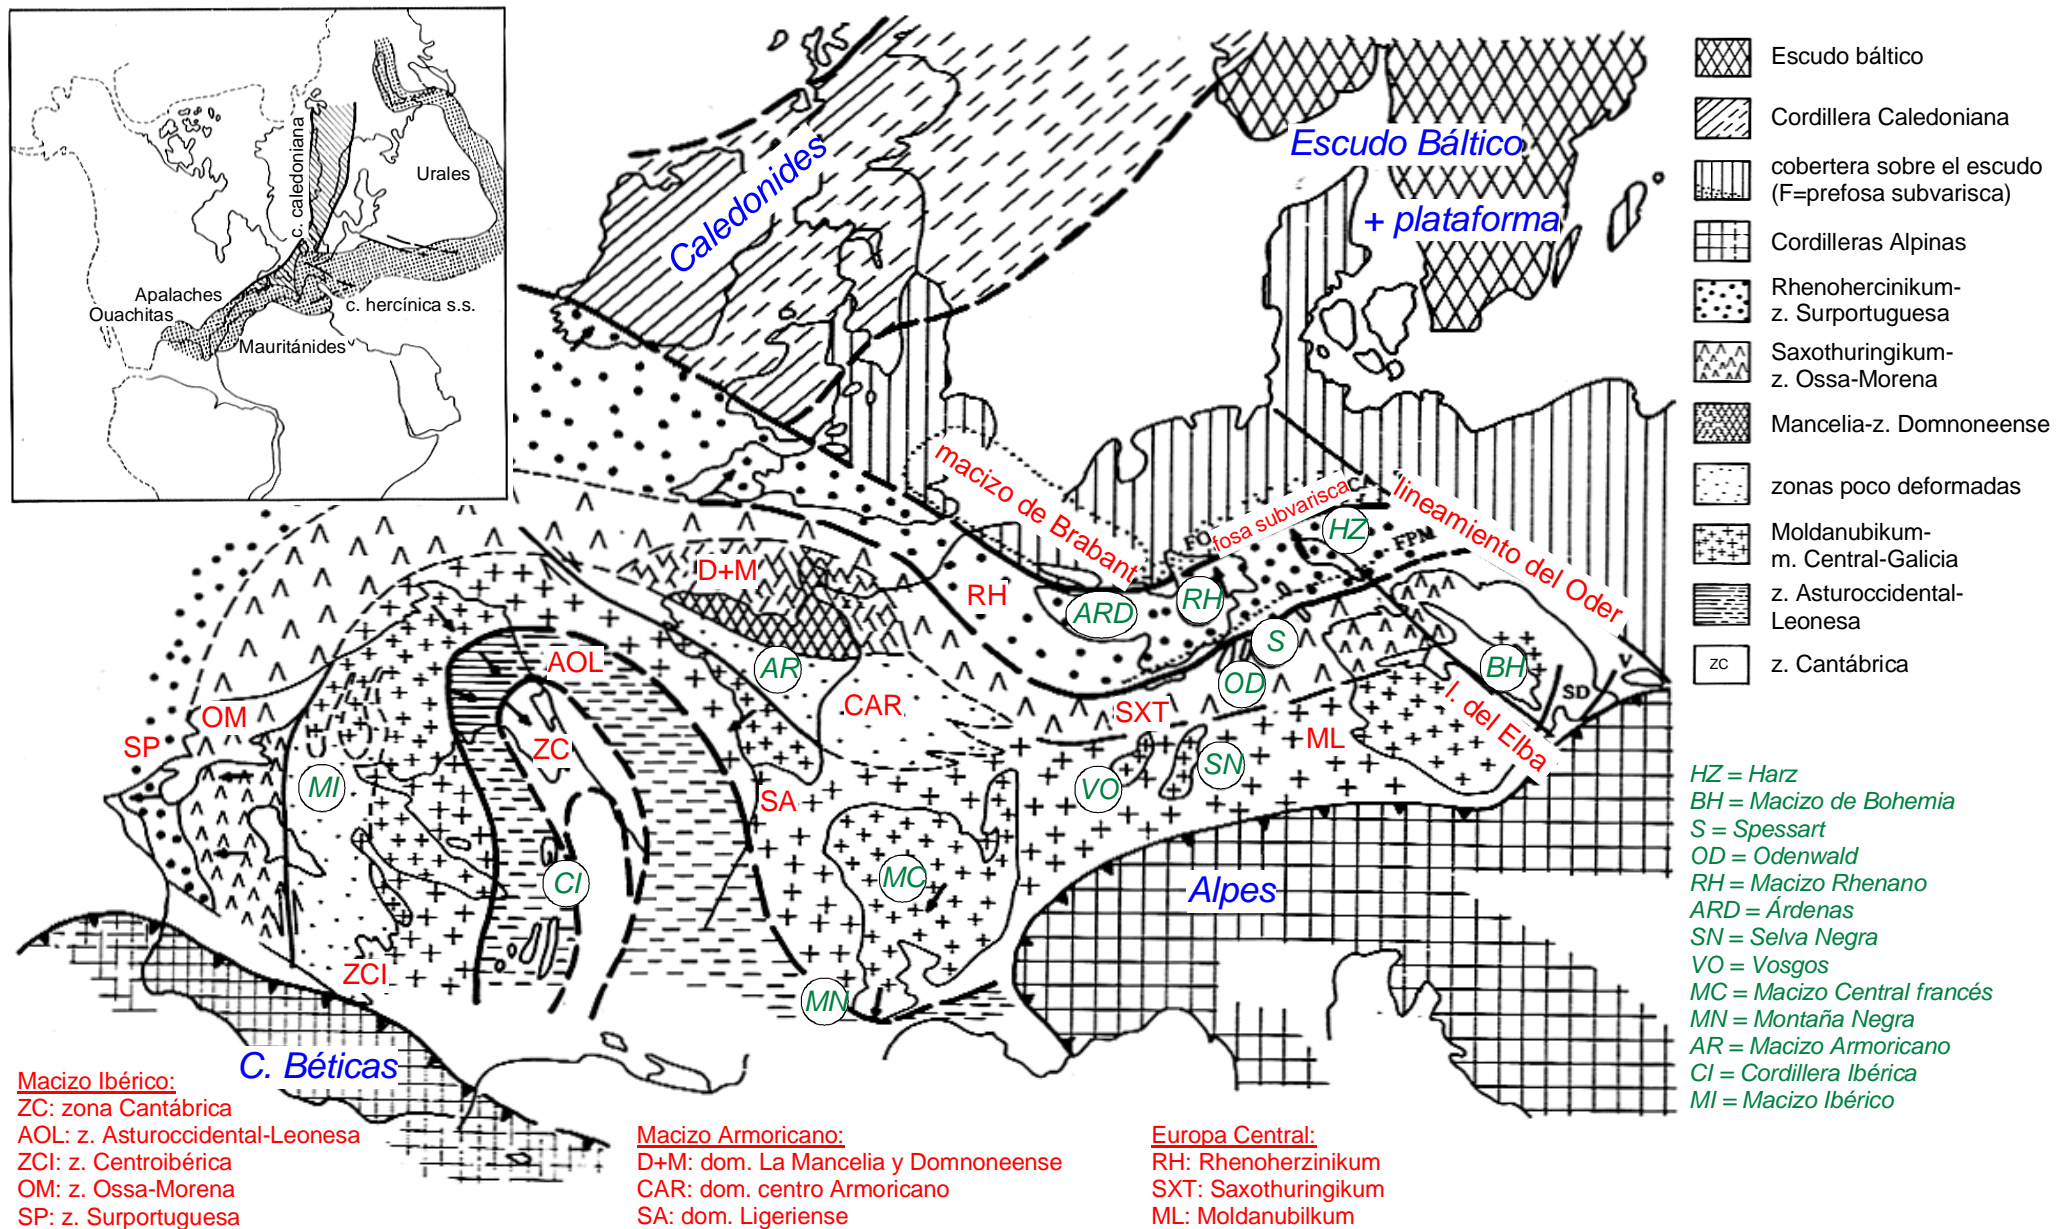 c. caledoniana
Urales
Apalaches
Ouachitas
c. hercínica s.s.
Mauritánides
Caledonides
Escudo Báltico
+ plataforma
macizo de Brabant
fosa subvarisca
lineamiento del Oder
l. del Elba
D+M
RH
HZ
FPM
ARD
RH
S
OD
BH
V
SD
AOL
AR
CAR
SXT
ML
OM
SP
ZC
MI
SA
VO
SN
CI
MC
Alpes
ZCI
MN
C. Béticas
Escudo báltico
Cordillera Caledoniana
cobertera sobre el escudo
(F=prefosa subvarisca)
Cordilleras Alpinas
Rhenohercinikum-
z. Surportuguesa
Saxothuringikum-
z. Ossa-Morena
Mancelia-z. Domnoneense
zonas poco deformadas
Moldanubikum-
m. Central-Galicia
z. Asturoccidental-
Leonesa
ZC z. Cantábrica
HZ = Harz
BH = Macizo de Bohemia
S = Spessart
OD = Odenwald
RH = Macizo Rhenano
ARD = Árdenas
SN = Selva Negra
VO = Vosgos
MC = Macizo Central francés
MN = Montaña Negra
AR = Macizo Armoricano
CI = Cordillera Ibérica
MI = Macizo Ibérico
Macizo Ibérico:
ZC: zona Cantábrica
AOL: z. Asturoccidental-Leonesa
ZCI: z. Centroibérica
OM: z. Ossa-Morena
SP: z. Surportuguesa
Macizo Armoricano:
D+M: dom. La Mancelia y Domnoneense
CAR: dom. centro Armoricano
SA: dom. Ligeriense
Europa Central:
RH: Rhenoherzinikum
SXT: Saxothuringikum
ML: Moldanubilkum